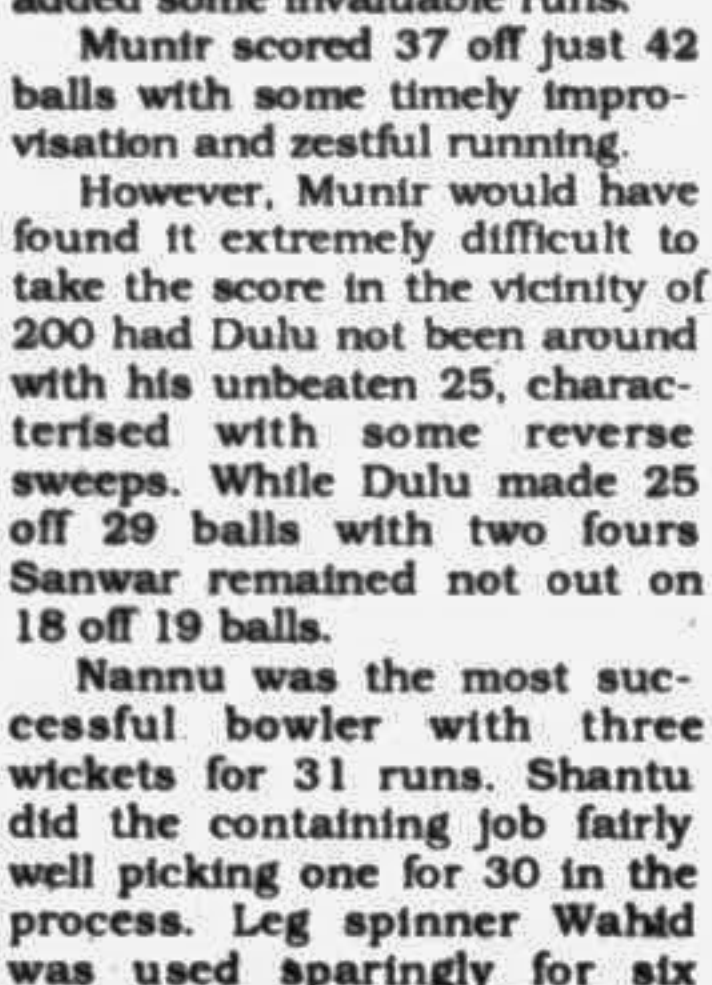 added some invaluable runs.
Munir scored 37 off just 42
balls with some timely impro-
visation and zestful running.
However, Munir would have
found it extremely difficult to
take the score in the vicinity of
200 had Dulu not been around
with his unbeaten 25, charac-
terised with some reverse
sweeps. While Dulu made 25
off 29 balls with two fours
Sanwar remained not out on
18 off 19 balls.
Nannu was the most suc-
cessful bowler with three
wickets for 31 runs. Shantu
did the containing job fairly
well picking one for 30 in the
process. Leg spinner Wahid
was used sparingly for six